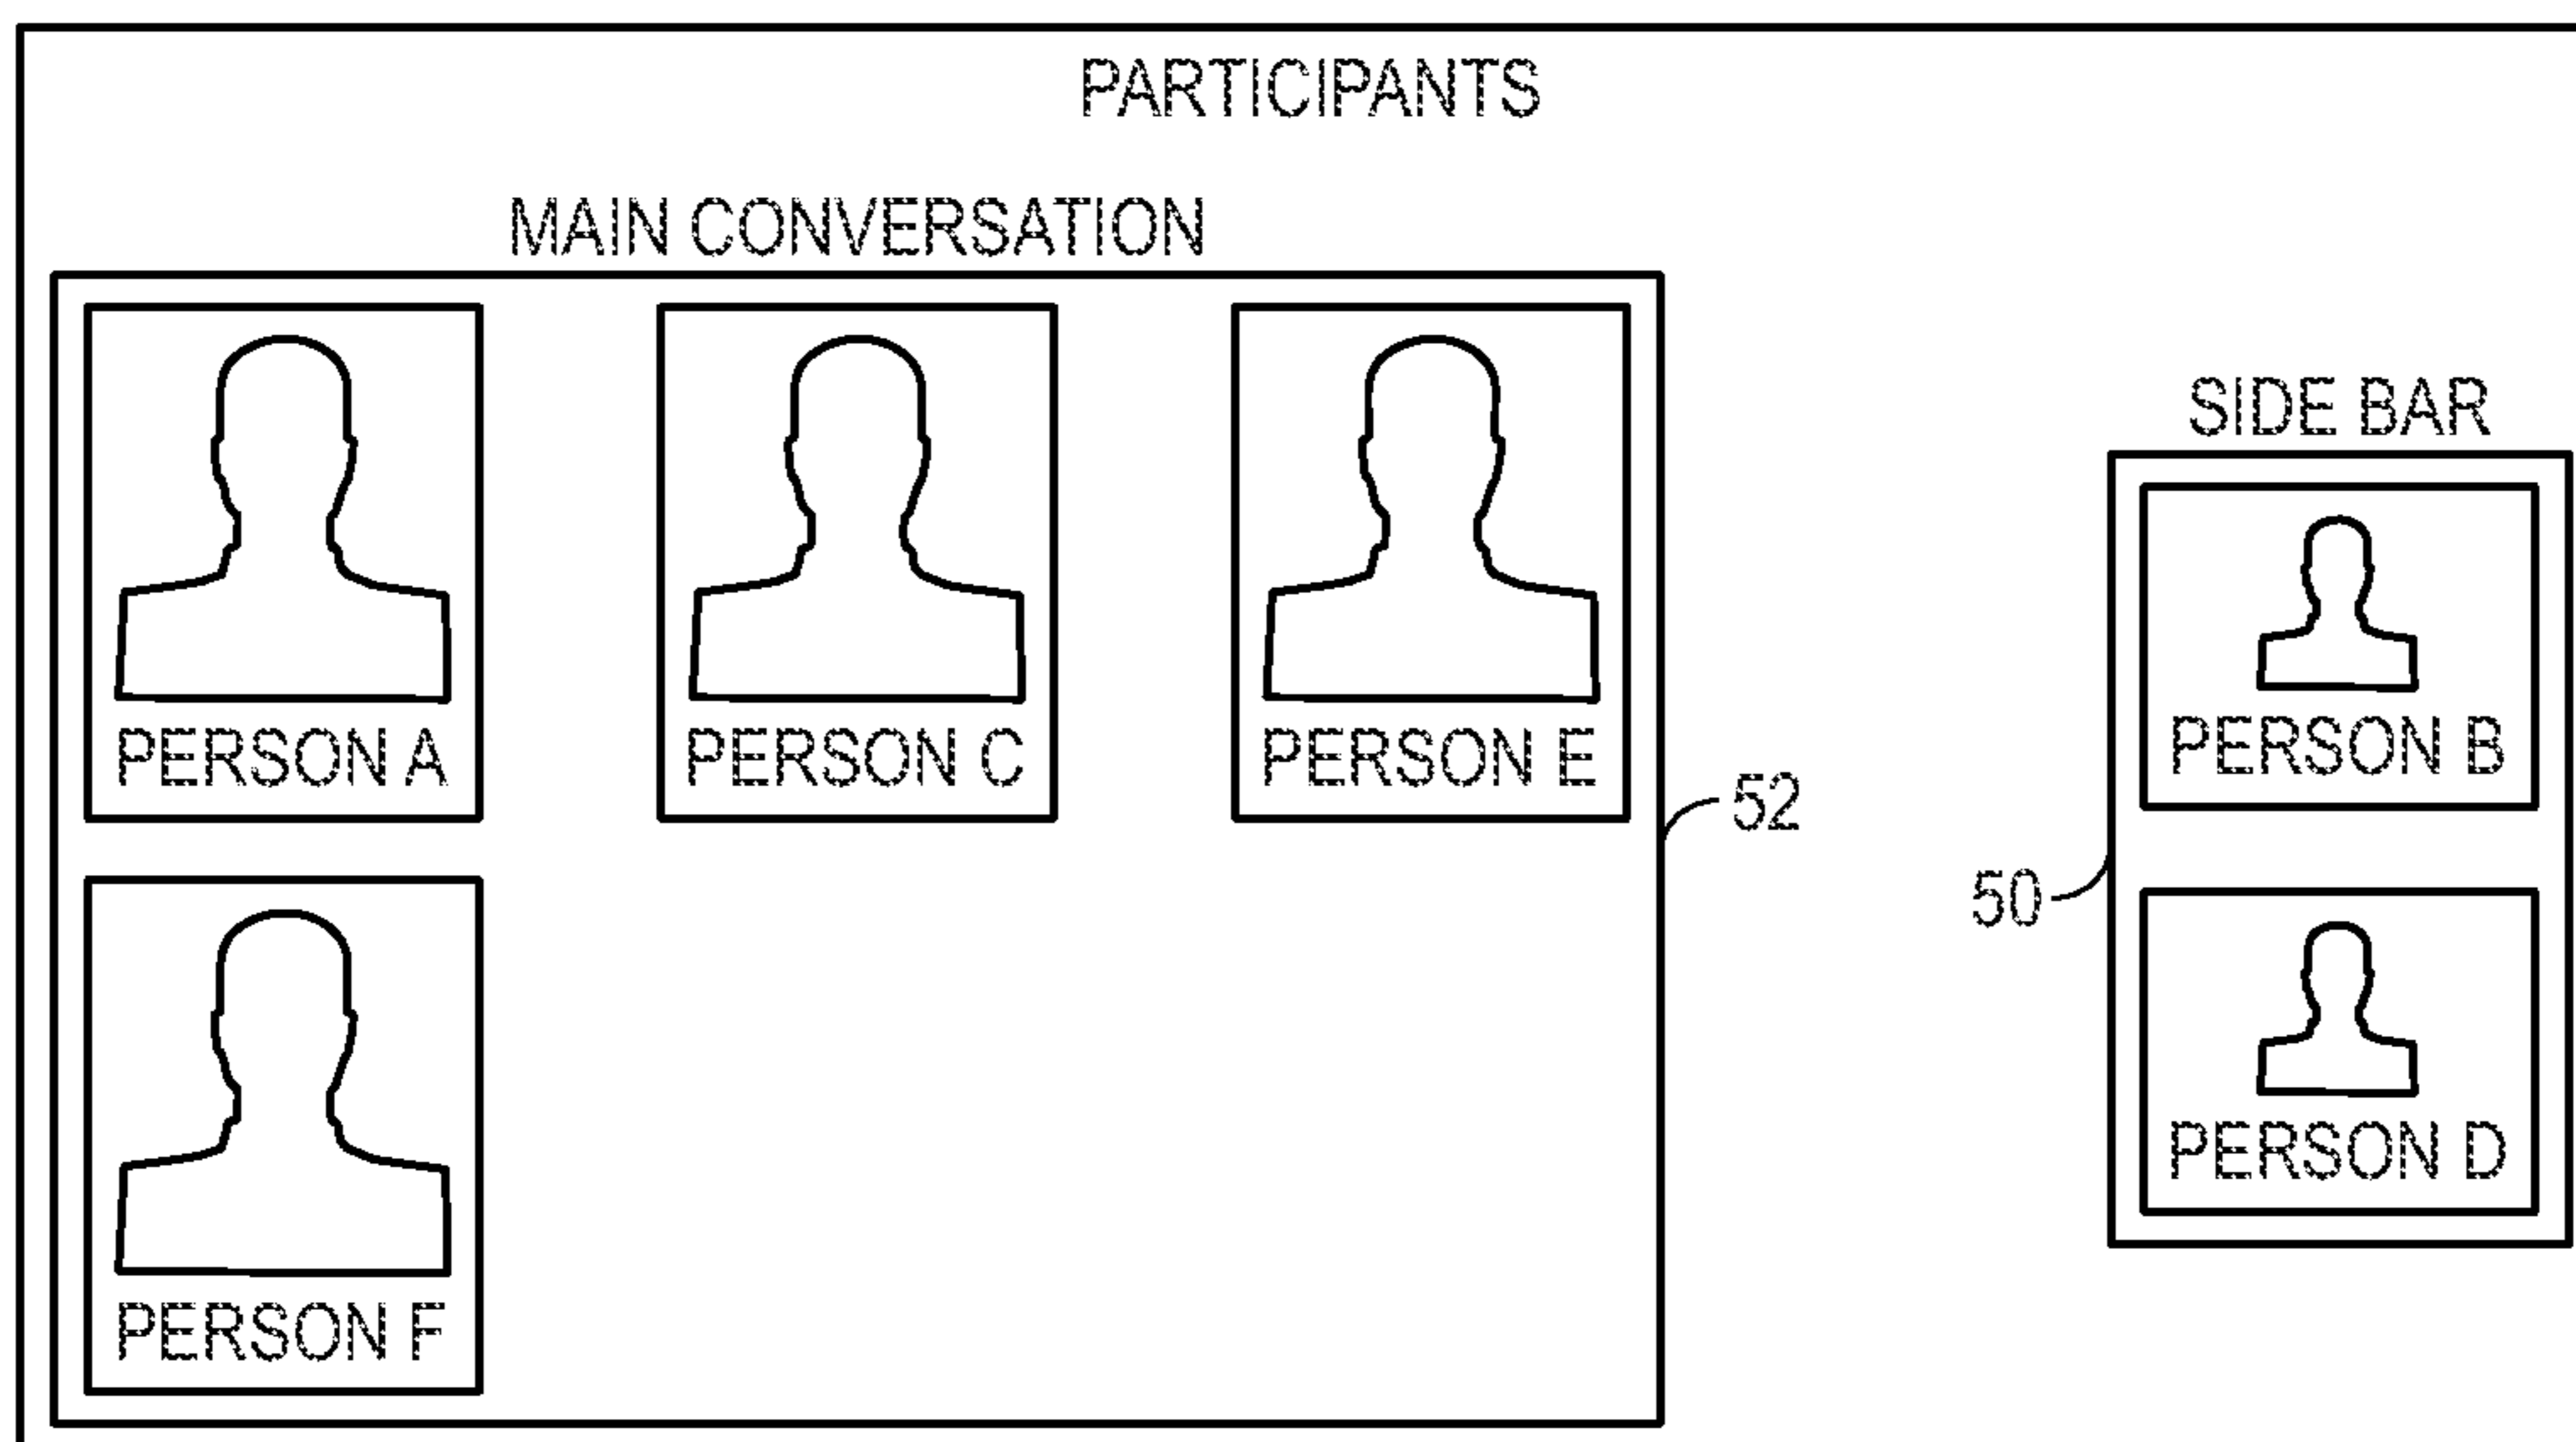 PARTICIPANTS
MAIN CONVERSATION
PERSON A
PERSON C
PERSON E
52
PERSON F
SIDE BAR
PERSON B
50
PERSON D